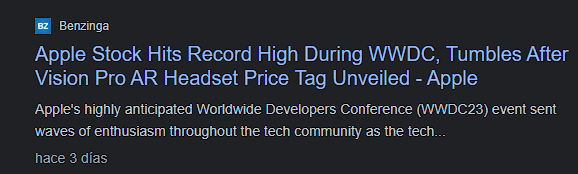 BZ Benzinga
Apple Stock Hits Record High During WWDC, Tumbles After
Vision Pro AR Headset Price Tag Unveiled - Apple
Apple's highly anticipated Worldwide Developers Conference (WWDC23) event sent
waves of enthusiasm throughout the tech community as the tech...
hace 3 días